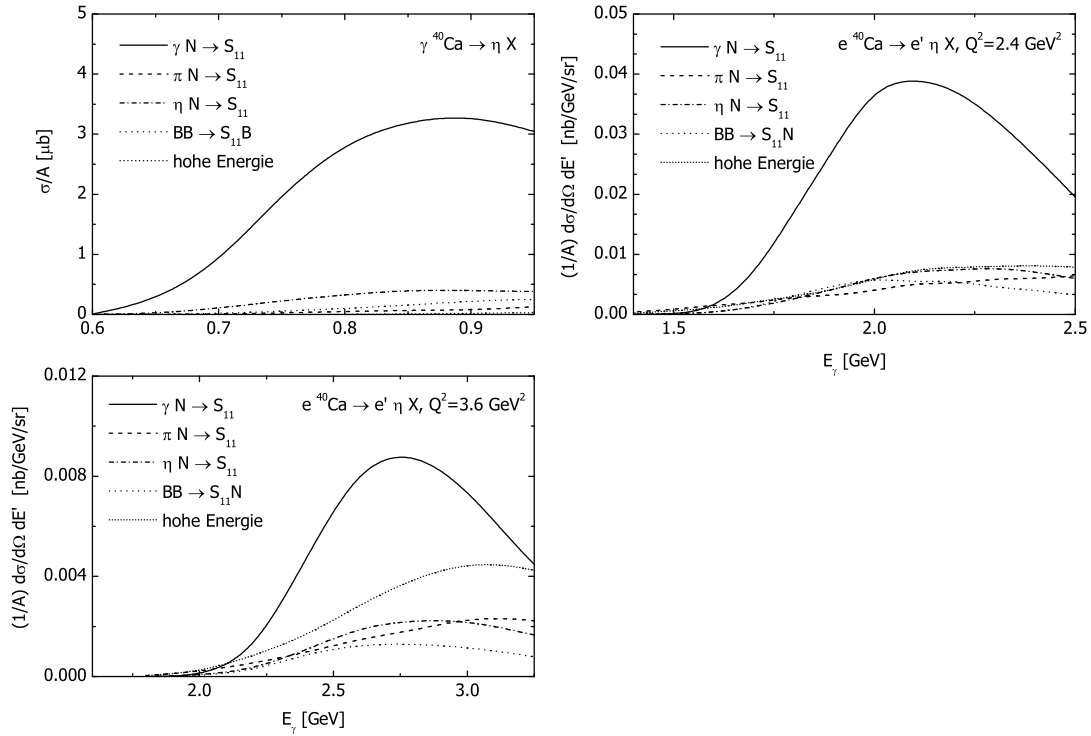 γ ⁴⁰Ca → η X
γ N → S₁₁
π N → S₁₁
η N → S₁₁
BB → S₁₁B
hohe Energie
σ/A [μb]
5
4
3
2
1
0
0.6 0.7 0.8 0.9
e ⁴⁰Ca → e' η X, Q²=2.4 GeV²
γ N → S₁₁
π N → S₁₁
η N → S₁₁
BB → S₁₁N
hohe Energie
(1/A) dσ/dΩ dE' [nb/GeV/sr]
0.05
0.04
0.03
0.02
0.01
0.00
1.5 2.0 2.5
E_γ [GeV]
e ⁴⁰Ca → e' η X, Q²=3.6 GeV²
γ N → S₁₁
π N → S₁₁
η N → S₁₁
BB → S₁₁N
hohe Energie
(1/A) dσ/dΩ dE' [nb/GeV/sr]
0.012
0.008
0.004
0.000
2.0 2.5 3.0
E_γ [GeV]